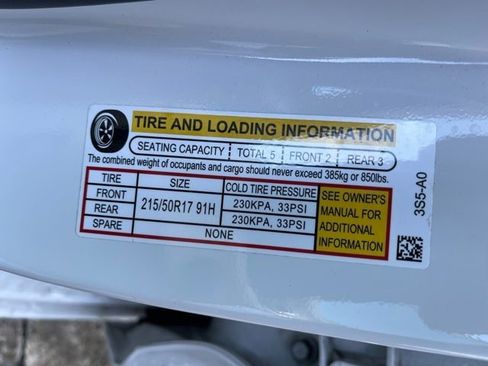 TIRE AND LOADING INFORMATION
SEATING CAPACITY TOTAL 5 FRONT 2 REAR 3
The combined weight of occupants and cargo should never exceed 385kg or 850lbs.
TIRE SIZE COLD TIRE PRESSURE
FRONT 215/50R17 91H 230KPA, 33PSI
REAR 230KPA, 33PSI
SPARE NONE
SEE OWNER'S
MANUAL FOR
ADDITIONAL
INFORMATION
3S5-A0